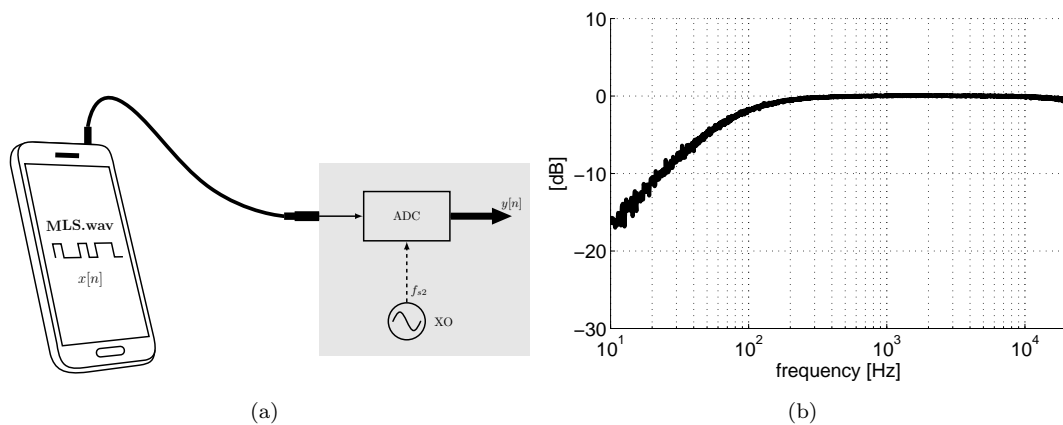 MLS.wav
x[n]
ADC
y[n]
f_{s2}
XO
(a)
10
0
−10
−20
−30
[dB]
10^1
10^2
10^3
10^4
frequency [Hz]
(b)